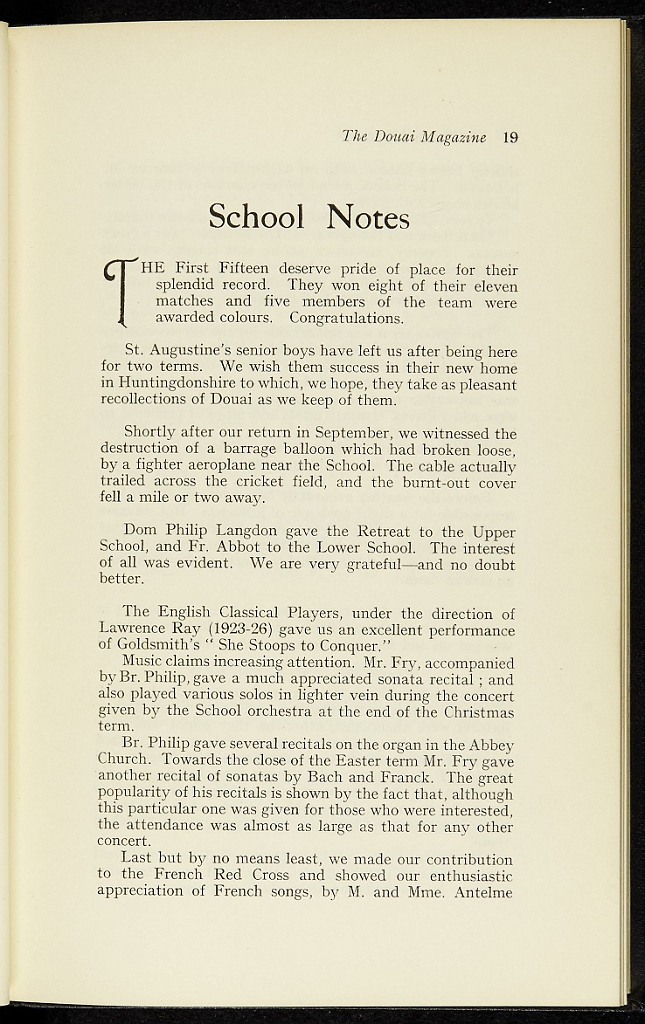 The Douai Magazine 19
School Notes
THE First Fifteen deserve pride of place for their
splendid record. They won eight of their eleven
matches and five members of the team were
awarded colours. Congratulations.
St. Augustine's senior boys have left us after being here
for two terms. We wish them success in their new home
in Huntingdonshire to which, we hope, they take as pleasant
recollections of Douai as we keep of them.
Shortly after our return in September, we witnessed the
destruction of a barrage balloon which had broken loose,
by a fighter aeroplane near the School. The cable actually
trailed across the cricket field, and the burnt-out cover
fell a mile or two away.
Dom Philip Langdon gave the Retreat to the Upper
School, and Fr. Abbot to the Lower School. The interest
of all was evident. We are very grateful—and no doubt
better.
The English Classical Players, under the direction of
Lawrence Ray (1923-26) gave us an excellent performance
of Goldsmith's " She Stoops to Conquer."
Music claims increasing attention. Mr. Fry, accompanied
by Br. Philip, gave a much appreciated sonata recital ; and
also played various solos in lighter vein during the concert
given by the School orchestra at the end of the Christmas
term.
Br. Philip gave several recitals on the organ in the Abbey
Church. Towards the close of the Easter term Mr. Fry gave
another recital of sonatas by Bach and Franck. The great
popularity of his recitals is shown by the fact that, although
this particular one was given for those who were interested,
the attendance was almost as large as that for any other
concert.
Last but by no means least, we made our contribution
to the French Red Cross and showed our enthusiastic
appreciation of French songs, by M. and Mme. Antelme